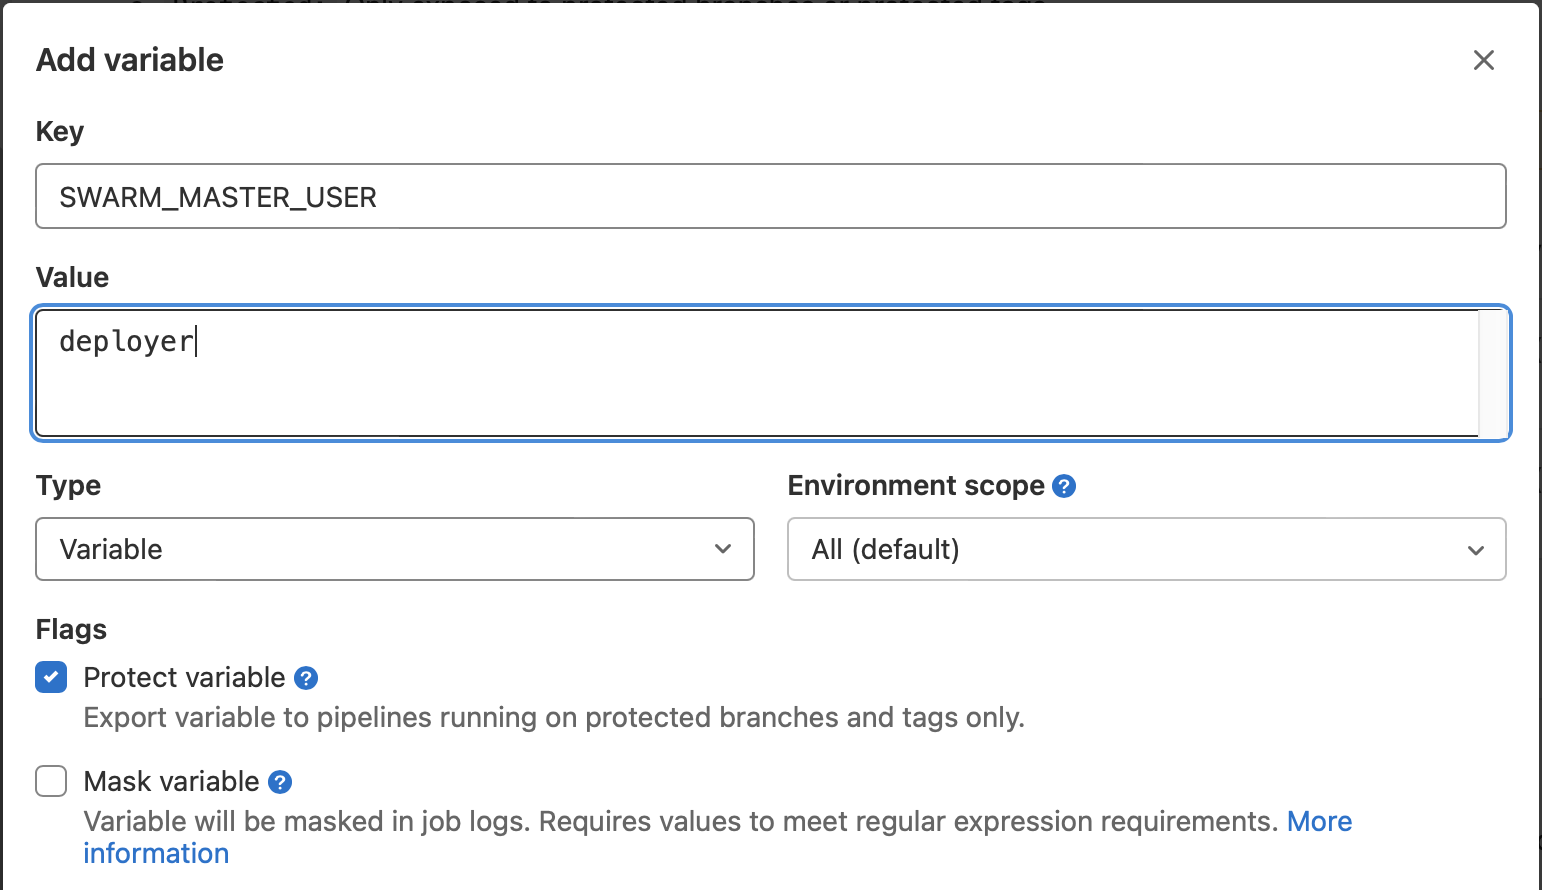 Add variable
Key
SWARM_MASTER_USER
Value
deployer
Type
Environment scope
Variable
All (default)
Flags
Protect variable
Export variable to pipelines running on protected branches and tags only.
Mask variable
Variable will be masked in job logs. Requires values to meet regular expression requirements. More
information